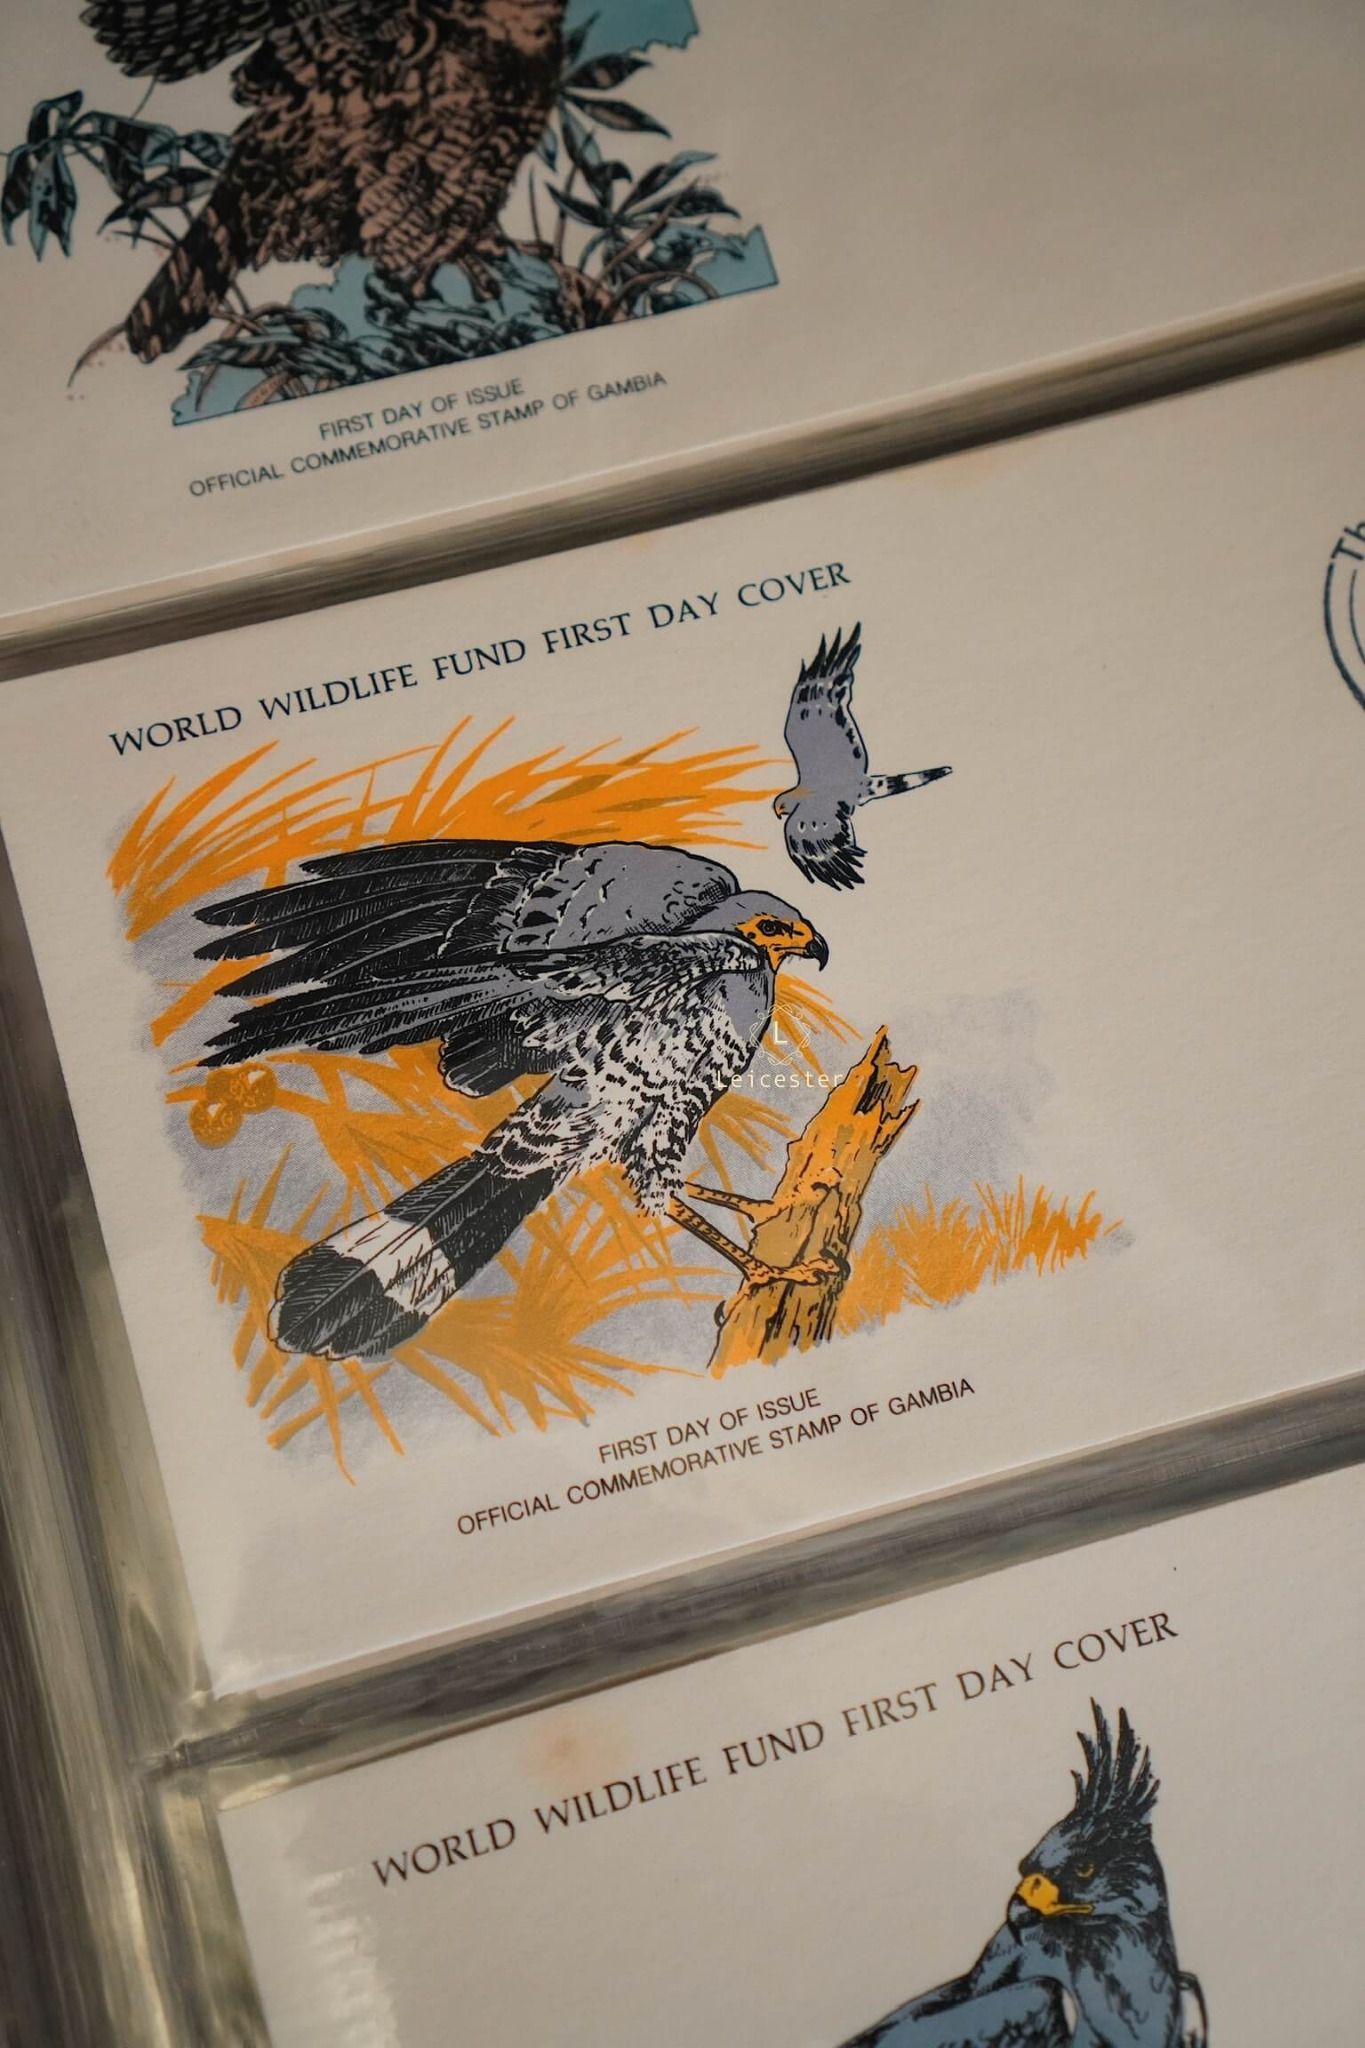 FIRST DAY OF ISSUE
OFFICIAL COMMEMORATIVE STAMP OF GAMBIA
WORLD WILDLIFE FUND FIRST DAY COVER
L
Leicester
FIRST DAY OF ISSUE
OFFICIAL COMMEMORATIVE STAMP OF GAMBIA
WORLD WILDLIFE FUND FIRST DAY COVER